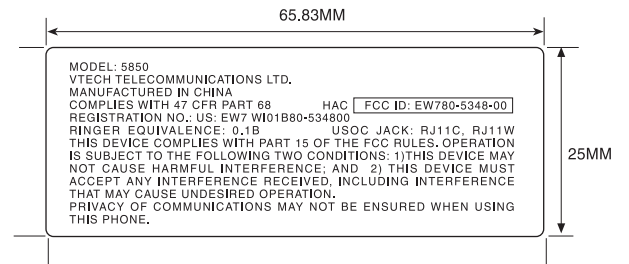 65.83MM
MODEL: 5850
VTECH TELECOMMUNICATIONS LTD.
MANUFACTURED IN CHINA
COMPLIES WITH 47 CFR PART 68 HAC FCC ID: EW780-5348-00
REGISTRATION NO.: US: EW7 WI01B80-534800
RINGER EQUIVALENCE: 0.1B USOC JACK: RJ11C, RJ11W
THIS DEVICE COMPLIES WITH PART 15 OF THE FCC RULES. OPERATION
IS SUBJECT TO THE FOLLOWING TWO CONDITIONS: 1)THIS DEVICE MAY
NOT CAUSE HARMFUL INTERFERENCE; AND 2) THIS DEVICE MUST
ACCEPT ANY INTERFERENCE RECEIVED, INCLUDING INTERFERENCE
THAT MAY CAUSE UNDESIRED OPERATION.
PRIVACY OF COMMUNICATIONS MAY NOT BE ENSURED WHEN USING
THIS PHONE.
25MM